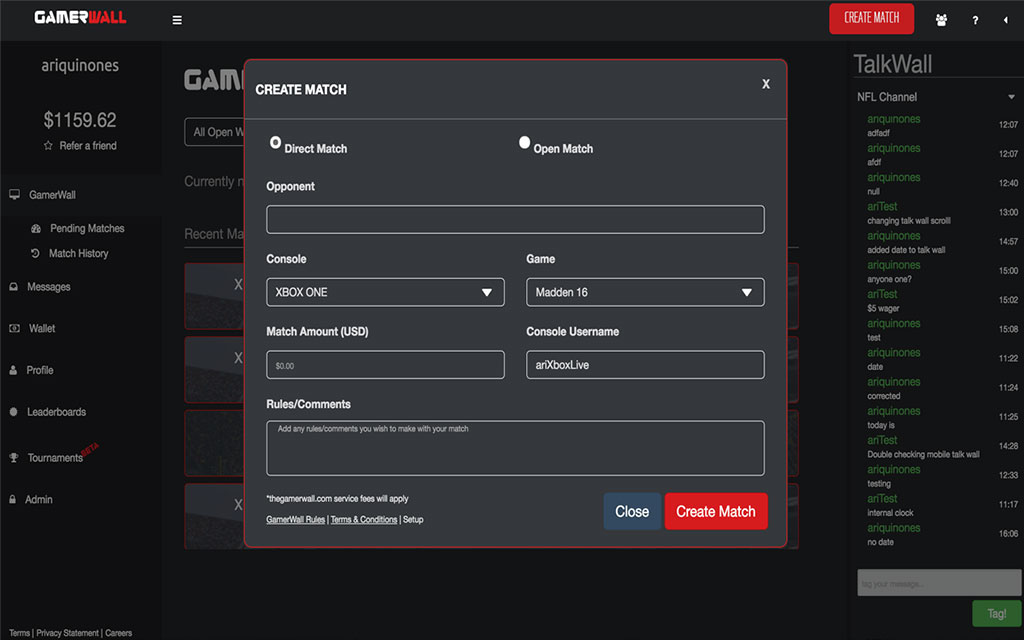 GAMERWALL
CREATE MATCH
?
ariquinones
$1159.62
Refer a friend
GamerWall
Pending Matches
Match History
Messages
Wallet
Profile
Leaderboards
Tournaments BETA
Admin
Terms | Privacy Statement | Careers
GAM
All Open W
Currently n
Recent Ma
X
X
X
CREATE MATCH
X
Direct Match
Open Match
Opponent
Console
Game
XBOX ONE
Madden 16
Match Amount (USD)
Console Username
$0.00
ariXboxLive
Rules/Comments
Add any rules/comments you wish to make with your match
*thegamerwall.com service fees will apply
GamerWall Rules | Terms & Conditions | Setup
Close
Create Match
TalkWall
NFL Channel
ariquinones
adfadf
12:07
ariquinones
afdf
12:07
ariquinones
null
12:40
ariTest
changing talk wall scrolll
13:00
ariquinones
added date to talk wall
14:57
ariquinones
anyone one?
15:00
ariTest
$5 wager
15:02
ariquinones
test
15:08
ariquinones
date
11:22
ariquinones
corrected
11:24
ariquinones
today is
11:25
ariTest
Double checking mobile talk wall
14:28
ariquinones
testing
12:33
ariTest
internal clock
11:17
ariquinones
no date
16:06
tag your message...
Tag!